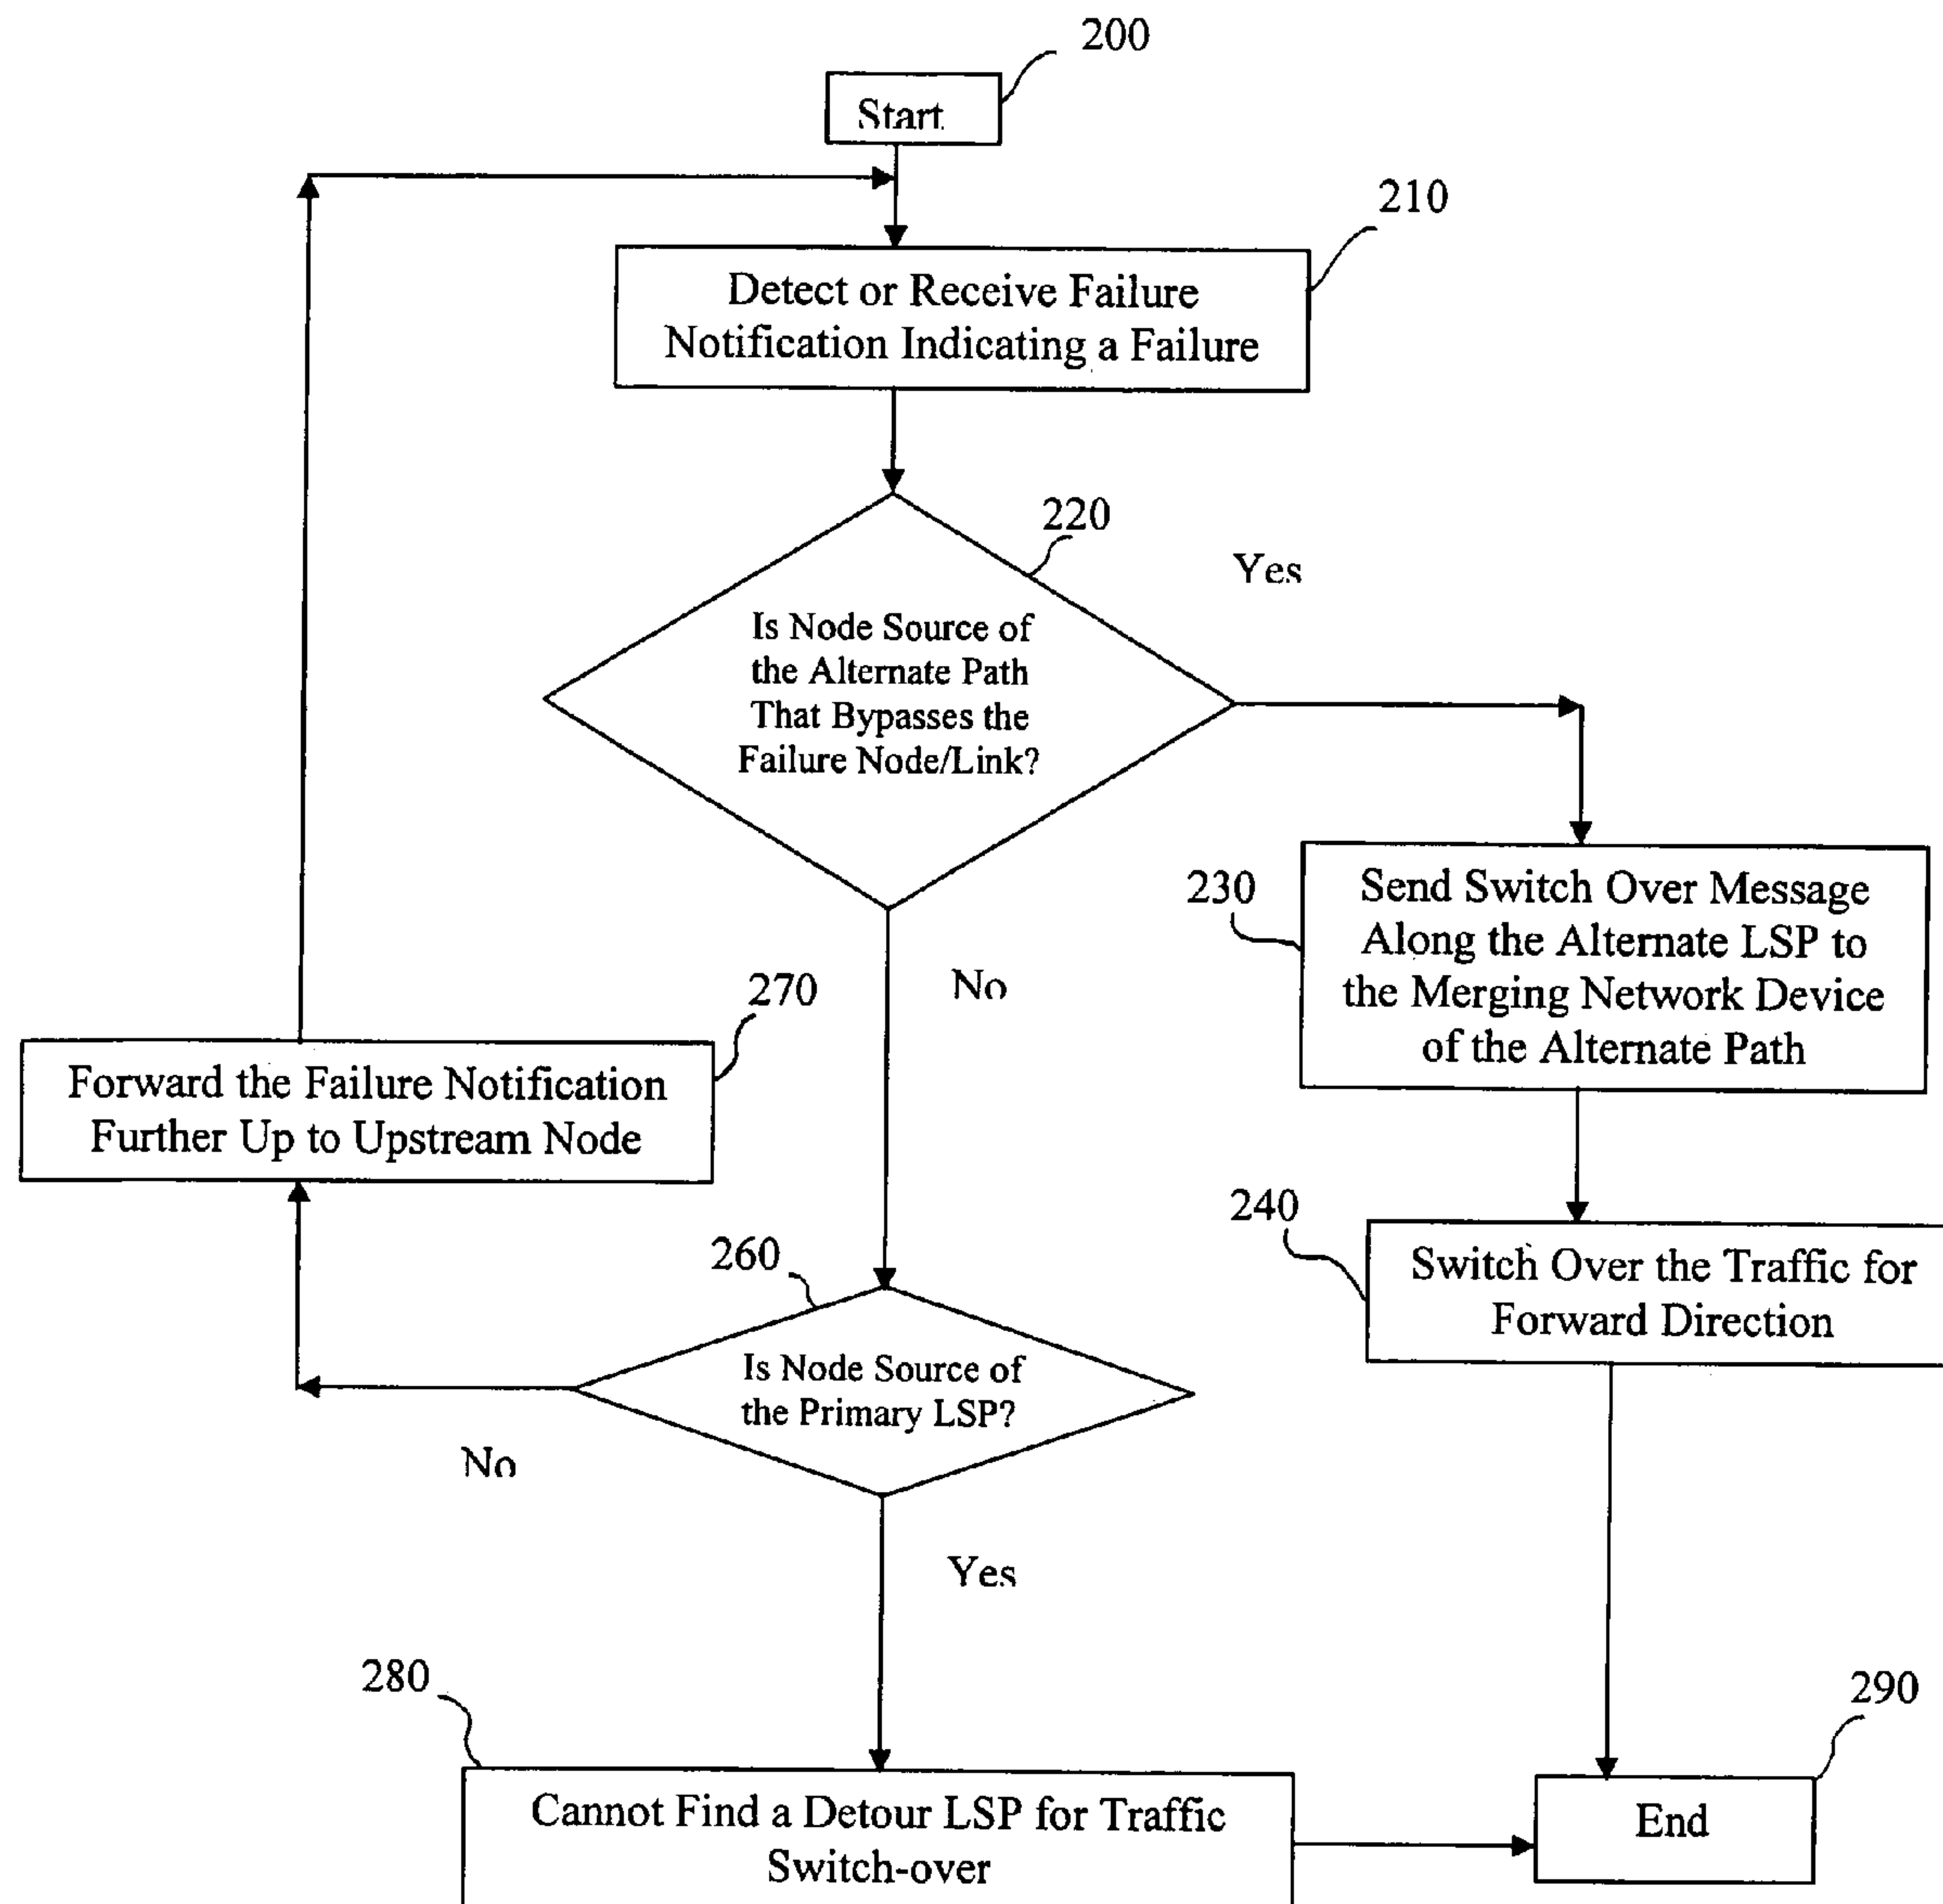 200
Start
210
Detect or Receive Failure
Notification Indicating a Failure
220
Yes
Is Node Source of
the Alternate Path
That Bypasses the
Failure Node/Link?
230
Send Switch Over Message
Along the Alternate LSP to
the Merging Network Device
of the Alternate Path
No
270
Forward the Failure Notification
Further Up to Upstream Node
240
Switch Over the Traffic for
Forward Direction
260
Is Node Source of
the Primary LSP?
No
Yes
280
Cannot Find a Detour LSP for Traffic
Switch-over
290
End